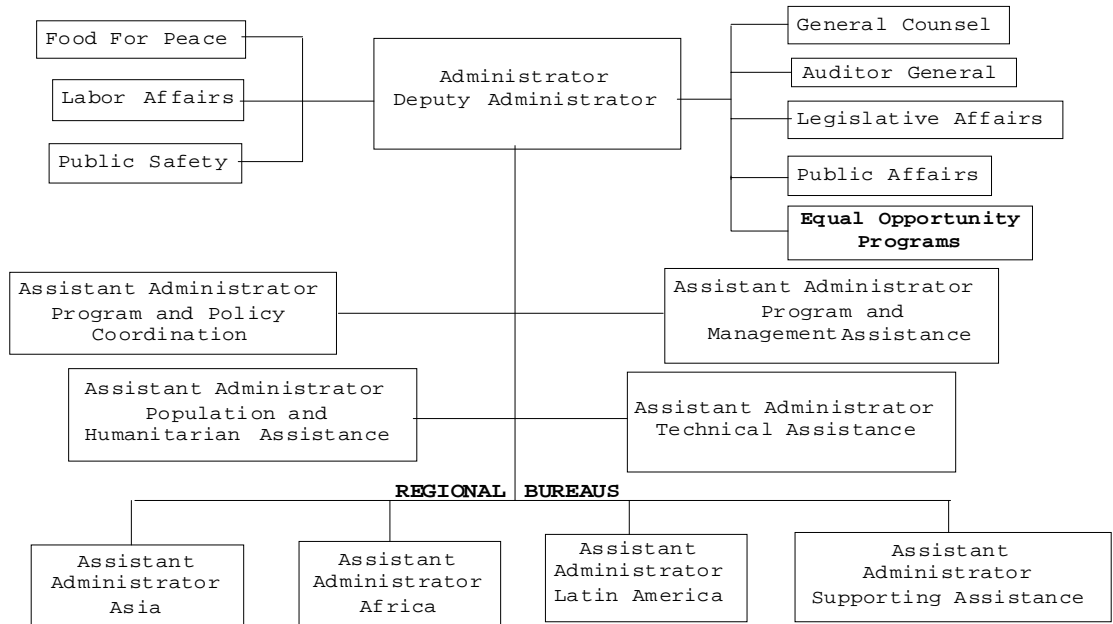 Food For Peace
Labor Affairs
Public Safety
Administrator
Deputy Administrator
General Counsel
Auditor General
Legislative Affairs
Public Affairs
Equal Opportunity
Programs
Assistant Administrator
Program and Policy
Coordination
Assistant Administrator
Program and
Management Assistance
Assistant Administrator
Population and
Humanitarian Assistance
Assistant Administrator
Technical Assistance
REGIONAL BUREAUS
Assistant
Administrator
Asia
Assistant
Administrator
Africa
Assistant
Administrator
Latin America
Assistant
Administrator
Supporting Assistance